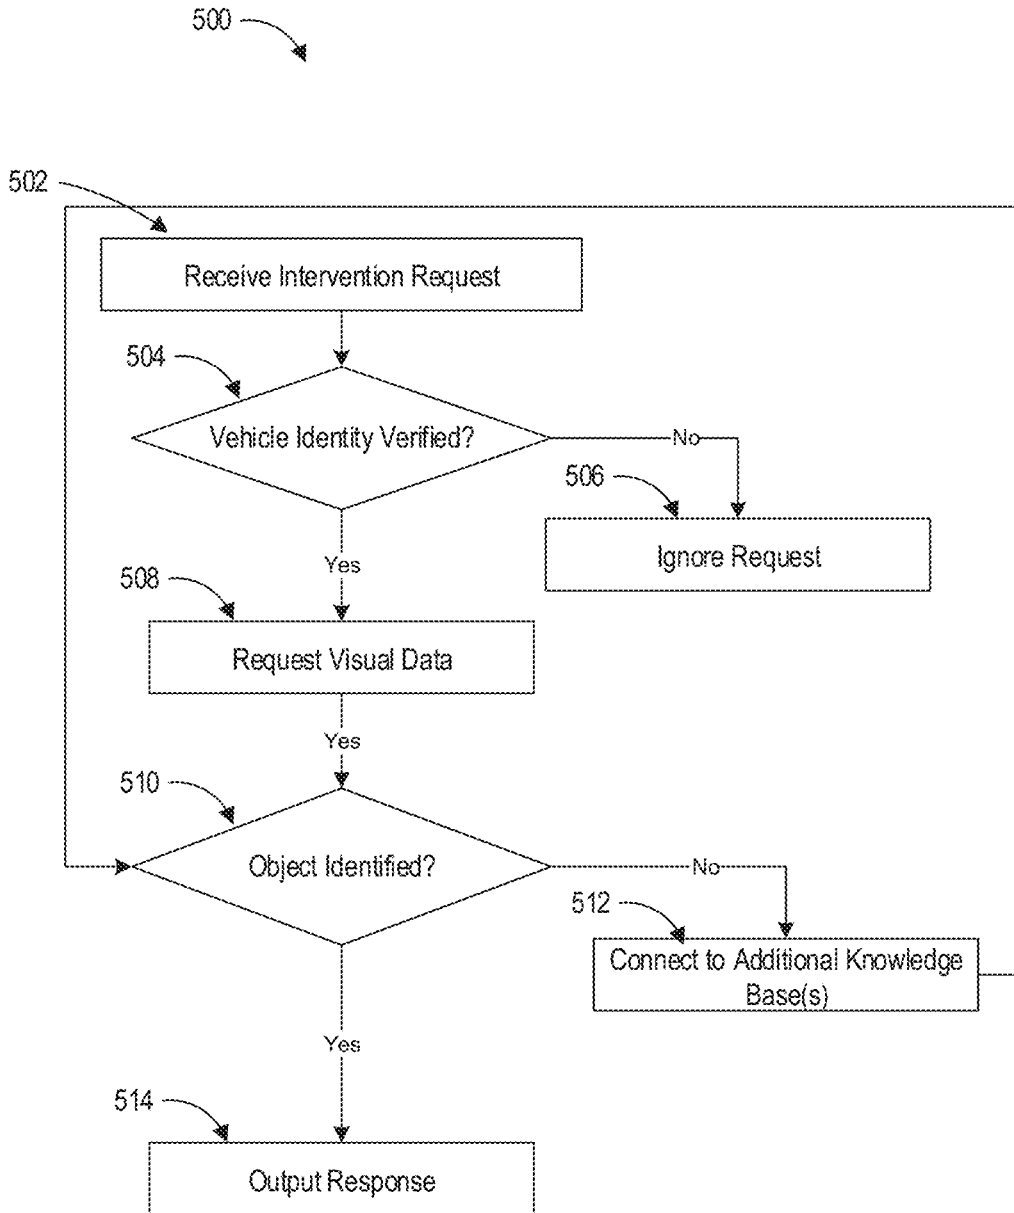 500
502
Receive Intervention Request
504
Vehicle Identity Verified?
No
506
Ignore Request
Yes
508
Request Visual Data
Yes
510
Object Identified?
No
512
Connect to Additional Knowledge
Base(s)
Yes
514
Output Response